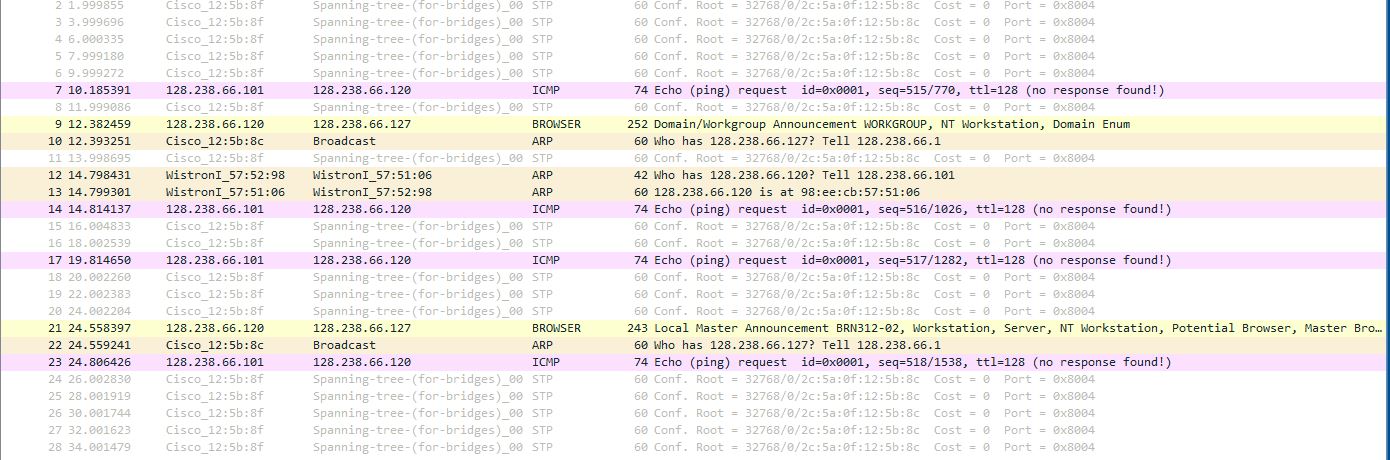 2 1.999855 Cisco_12:5b:8f Spanning-tree-(for-bridges)_00 STP 60 Conf. Root = 32768/0/2c:5a:0f:12:5b:8c Cost = 0 Port = 0x8004
3 3.999696 Cisco_12:5b:8f Spanning-tree-(for-bridges)_00 STP 60 Conf. Root = 32768/0/2c:5a:0f:12:5b:8c Cost = 0 Port = 0x8004
4 6.000335 Cisco_12:5b:8f Spanning-tree-(for-bridges)_00 STP 60 Conf. Root = 32768/0/2c:5a:0f:12:5b:8c Cost = 0 Port = 0x8004
5 7.999180 Cisco_12:5b:8f Spanning-tree-(for-bridges)_00 STP 60 Conf. Root = 32768/0/2c:5a:0f:12:5b:8c Cost = 0 Port = 0x8004
6 9.999272 Cisco_12:5b:8f Spanning-tree-(for-bridges)_00 STP 60 Conf. Root = 32768/0/2c:5a:0f:12:5b:8c Cost = 0 Port = 0x8004
7 10.185391 128.238.66.101 128.238.66.120 ICMP 74 Echo (ping) request id=0x0001, seq=515/770, ttl=128 (no response found!)
8 11.999086 Cisco_12:5b:8f Spanning-tree-(for-bridges)_00 STP 60 Conf. Root = 32768/0/2c:5a:0f:12:5b:8c Cost = 0 Port = 0x8004
9 12.382459 128.238.66.120 128.238.66.127 BROWSER 252 Domain/Workgroup Announcement WORKGROUP, NT Workstation, Domain Enum
10 12.393251 Cisco_12:5b:8c Broadcast ARP 60 Who has 128.238.66.127? Tell 128.238.66.1
11 13.998695 Cisco_12:5b:8f Spanning-tree-(for-bridges)_00 STP 60 Conf. Root = 32768/0/2c:5a:0f:12:5b:8c Cost = 0 Port = 0x8004
12 14.798431 WistronI_57:52:98 WistronI_57:51:06 ARP 42 Who has 128.238.66.120? Tell 128.238.66.101
13 14.799301 WistronI_57:51:06 WistronI_57:52:98 ARP 60 128.238.66.120 is at 98:ee:cb:57:51:06
14 14.814137 128.238.66.101 128.238.66.120 ICMP 74 Echo (ping) request id=0x0001, seq=516/1026, ttl=128 (no response found!)
15 16.004833 Cisco_12:5b:8f Spanning-tree-(for-bridges)_00 STP 60 Conf. Root = 32768/0/2c:5a:0f:12:5b:8c Cost = 0 Port = 0x8004
16 18.002539 Cisco_12:5b:8f Spanning-tree-(for-bridges)_00 STP 60 Conf. Root = 32768/0/2c:5a:0f:12:5b:8c Cost = 0 Port = 0x8004
17 19.814650 128.238.66.101 128.238.66.120 ICMP 74 Echo (ping) request id=0x0001, seq=517/1282, ttl=128 (no response found!)
18 20.002260 Cisco_12:5b:8f Spanning-tree-(for-bridges)_00 STP 60 Conf. Root = 32768/0/2c:5a:0f:12:5b:8c Cost = 0 Port = 0x8004
19 22.002383 Cisco_12:5b:8f Spanning-tree-(for-bridges)_00 STP 60 Conf. Root = 32768/0/2c:5a:0f:12:5b:8c Cost = 0 Port = 0x8004
20 24.002204 Cisco_12:5b:8f Spanning-tree-(for-bridges)_00 STP 60 Conf. Root = 32768/0/2c:5a:0f:12:5b:8c Cost = 0 Port = 0x8004
21 24.558397 128.238.66.120 128.238.66.127 BROWSER 243 Local Master Announcement BRN312-02, Workstation, Server, NT Workstation, Potential Browser, Master Bro…
22 24.559241 Cisco_12:5b:8c Broadcast ARP 60 Who has 128.238.66.127? Tell 128.238.66.1
23 24.806426 128.238.66.101 128.238.66.120 ICMP 74 Echo (ping) request id=0x0001, seq=518/1538, ttl=128 (no response found!)
24 26.002830 Cisco_12:5b:8f Spanning-tree-(for-bridges)_00 STP 60 Conf. Root = 32768/0/2c:5a:0f:12:5b:8c Cost = 0 Port = 0x8004
25 28.001919 Cisco_12:5b:8f Spanning-tree-(for-bridges)_00 STP 60 Conf. Root = 32768/0/2c:5a:0f:12:5b:8c Cost = 0 Port = 0x8004
26 30.001744 Cisco_12:5b:8f Spanning-tree-(for-bridges)_00 STP 60 Conf. Root = 32768/0/2c:5a:0f:12:5b:8c Cost = 0 Port = 0x8004
27 32.001623 Cisco_12:5b:8f Spanning-tree-(for-bridges)_00 STP 60 Conf. Root = 32768/0/2c:5a:0f:12:5b:8c Cost = 0 Port = 0x8004
28 34.001479 Cisco_12:5b:8f Spanning-tree-(for-bridges)_00 STP 60 Conf. Root = 32768/0/2c:5a:0f:12:5b:8c Cost = 0 Port = 0x8004